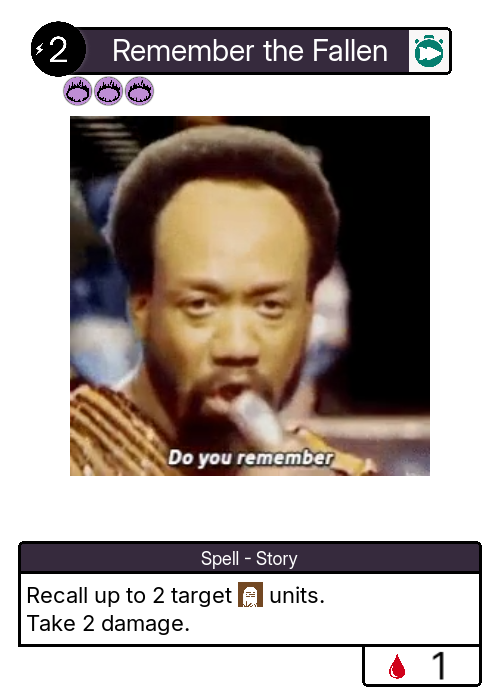 2
Remember the Fallen
Do you remember
Spell - Story
Recall up to 2 target units.
Take 2 damage.
1